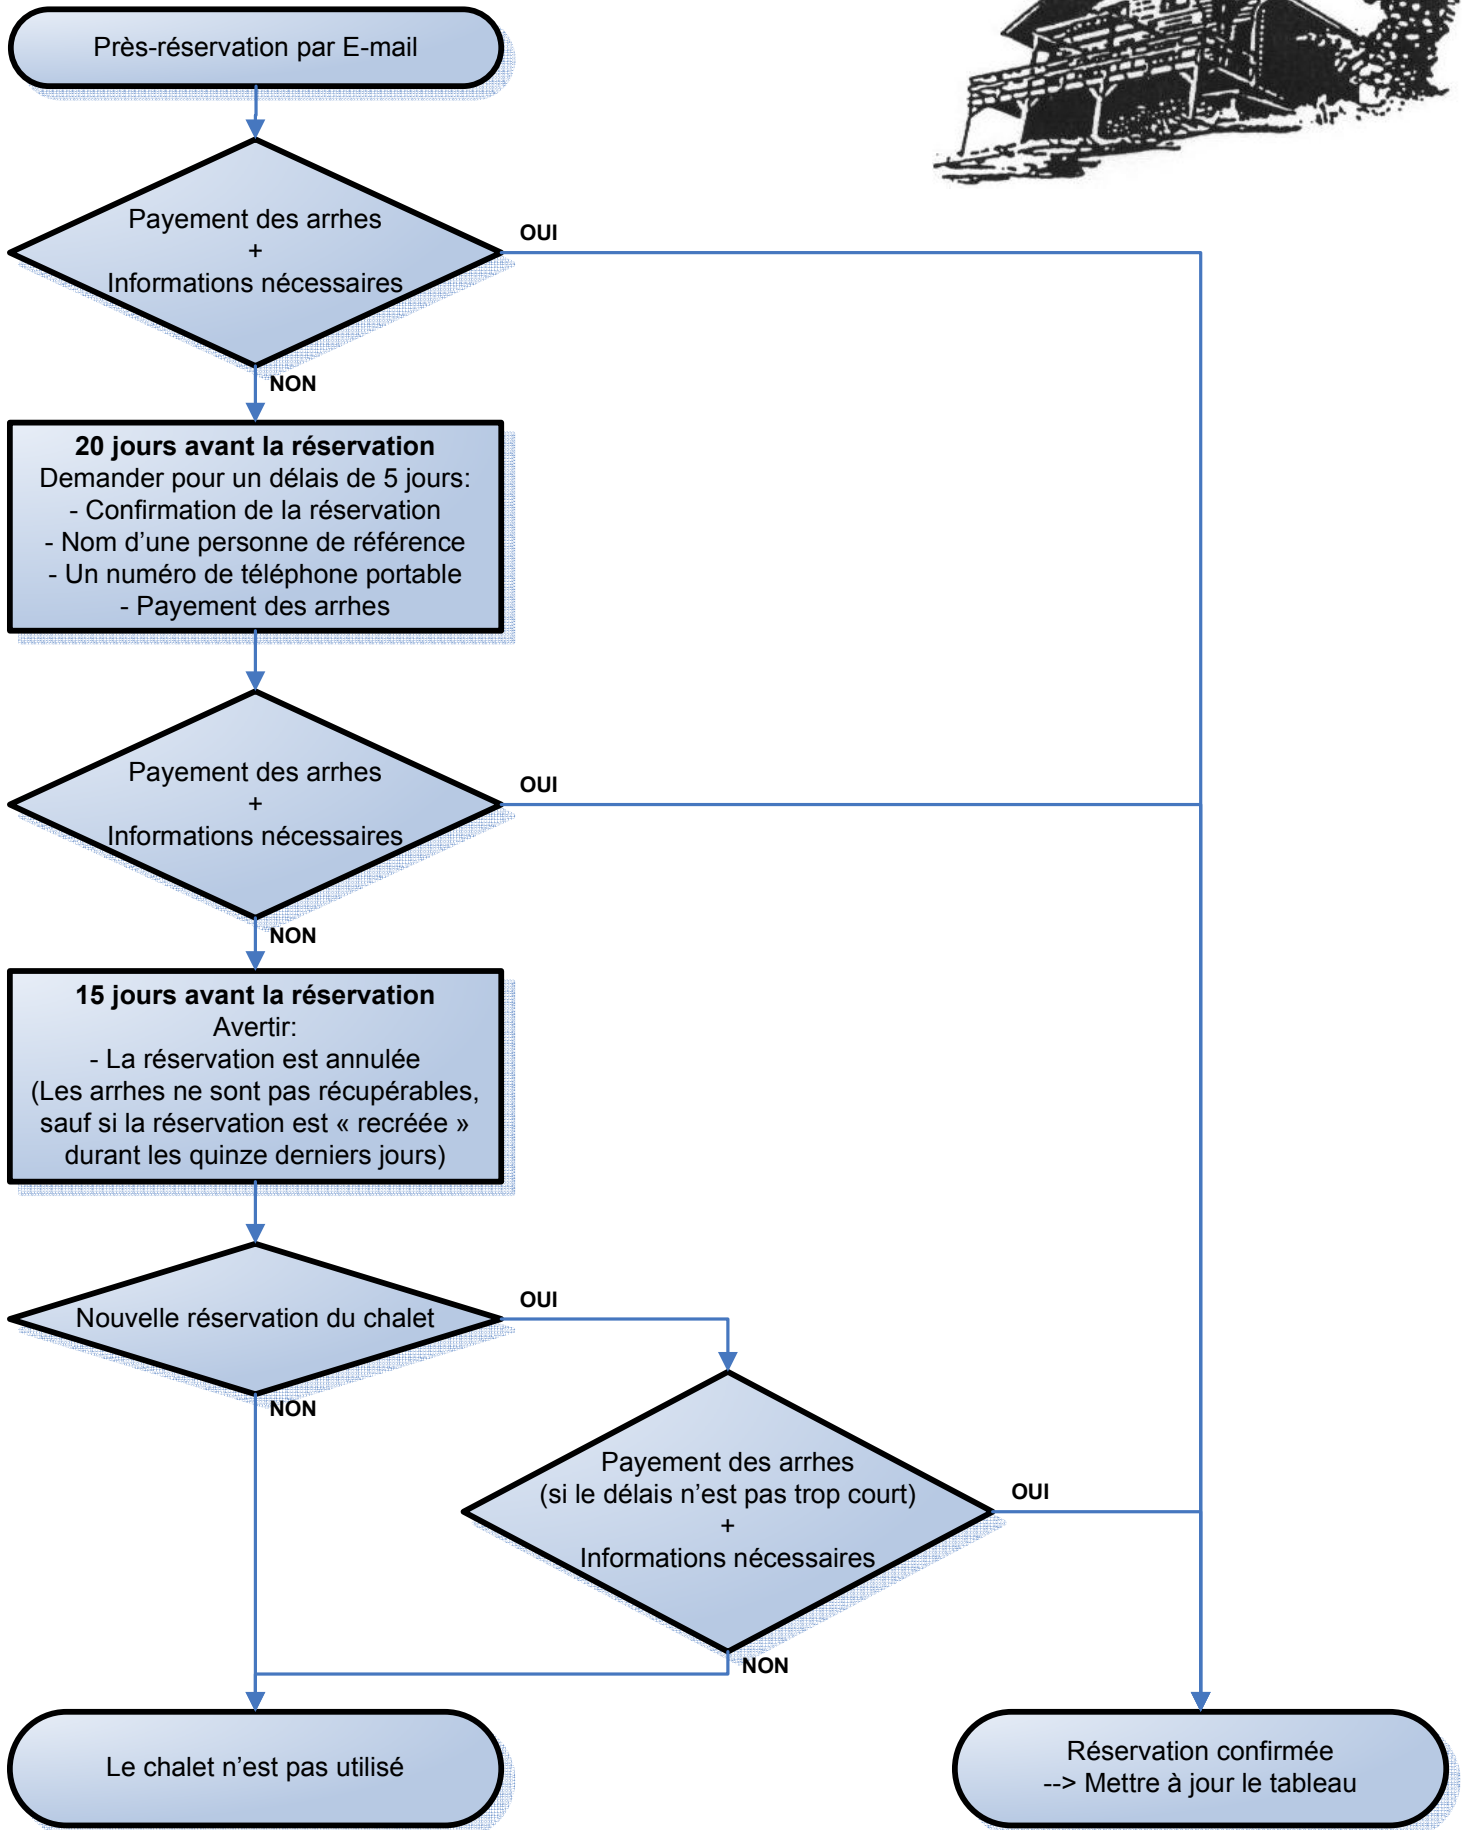 Près-réservation par E-mail
Payement des arrhes
+
Informations nécessaires
OUI
NON
20 jours avant la réservation
Demander pour un délais de 5 jours:
- Confirmation de la réservation
- Nom d'une personne de référence
- Un numéro de téléphone portable
- Payement des arrhes
Payement des arrhes
+
Informations nécessaires
OUI
NON
15 jours avant la réservation
Avertir:
- La réservation est annulée
(Les arrhes ne sont pas récupérables,
sauf si la réservation est « recréée »
durant les quinze derniers jours)
Nouvelle réservation du chalet
OUI
NON
Payement des arrhes
(si le délais n'est pas trop court)
+
Informations nécessaires
OUI
NON
Le chalet n'est pas utilisé
Réservation confirmée
--> Mettre à jour le tableau